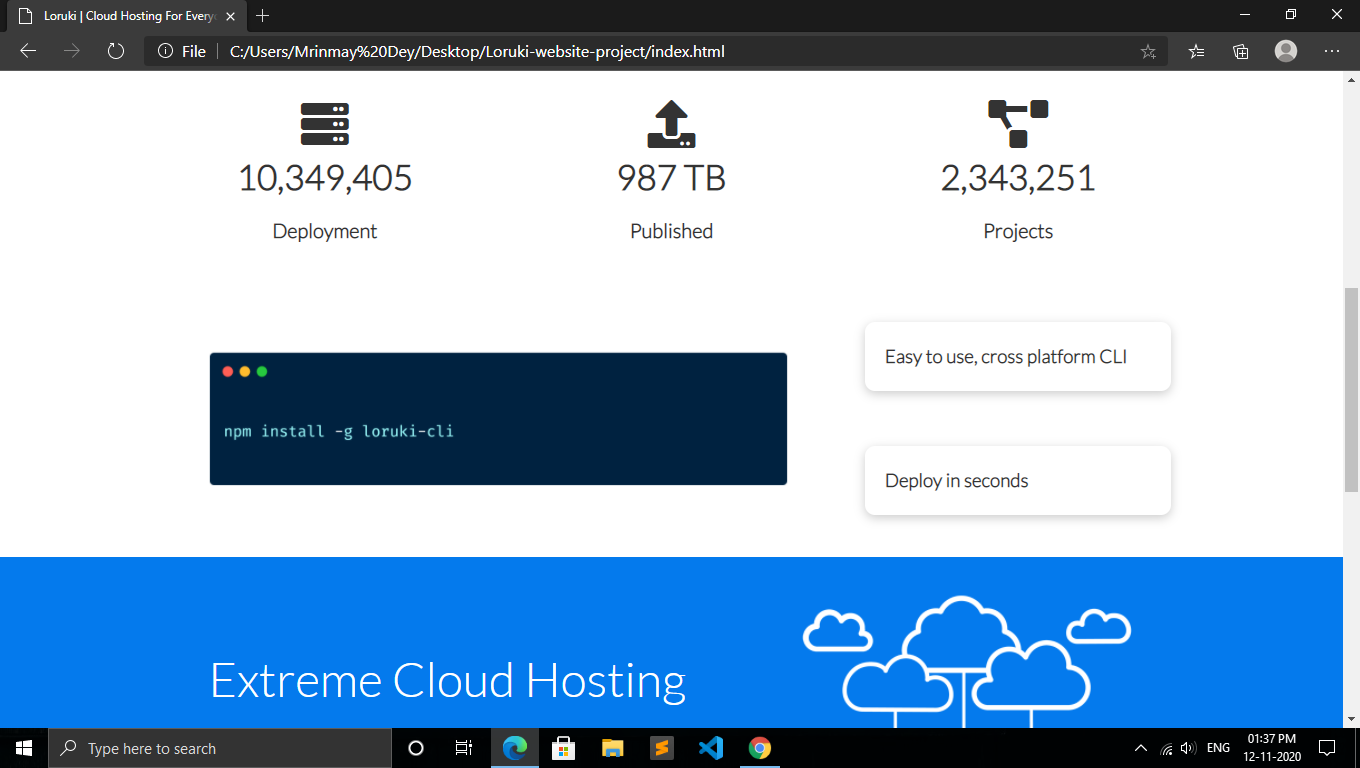 Loruki | Cloud Hosting For Everyo
File
C:/Users/Mrinmay%20Dey/Desktop/Loruki-website-project/index.html
10,349,405
987 TB
2,343,251
Deployment
Published
Projects
Easy to use, cross platform CLI
npm install -g loruki-cli
Deploy in seconds
Extreme Cloud Hosting
Type here to search
ENG
01:37 PM
12-11-2020